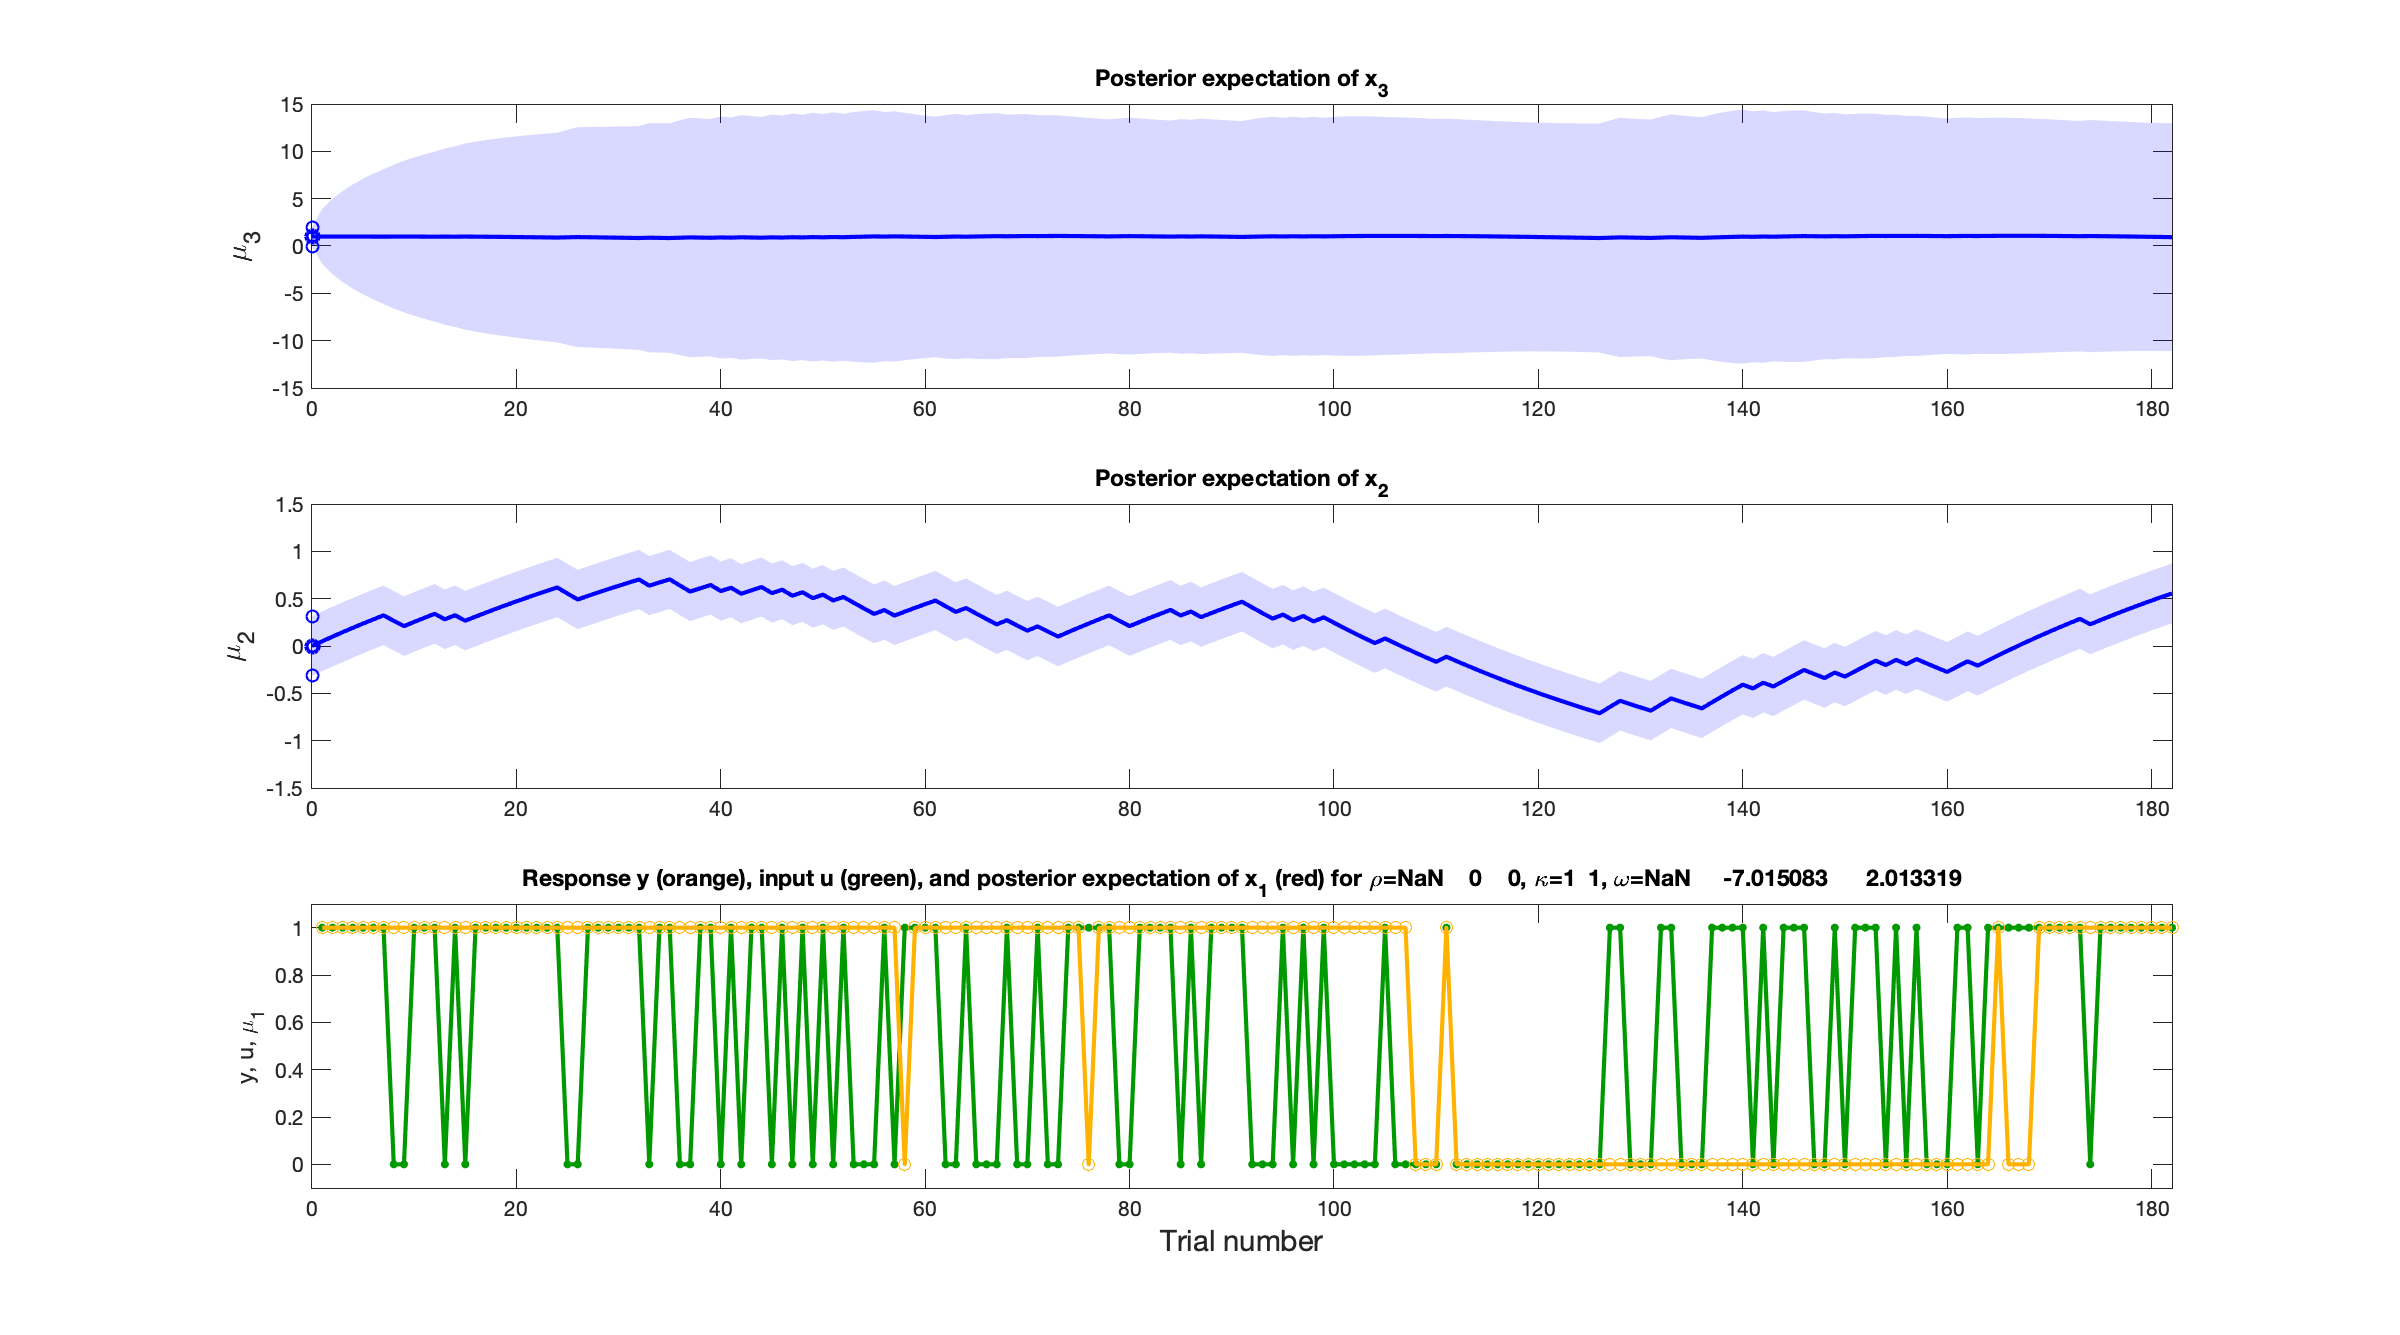 Posterior expectation of x3
15
10
5
0
-5
-10
-15
μ3
0 20 40 60 80 100 120 140 160 180
Posterior expectation of x2
1.5
1
0.5
0
-0.5
-1
-1.5
μ2
0 20 40 60 80 100 120 140 160 180
Response y (orange), input u (green), and posterior expectation of x1 (red) for ρ=NaN 0 0, κ=1 1, ω=NaN -7.015083 2.013319
1
0.8
0.6
0.4
0.2
0
y, u, μ1
0 20 40 60 80 100 120 140 160 180
Trial number